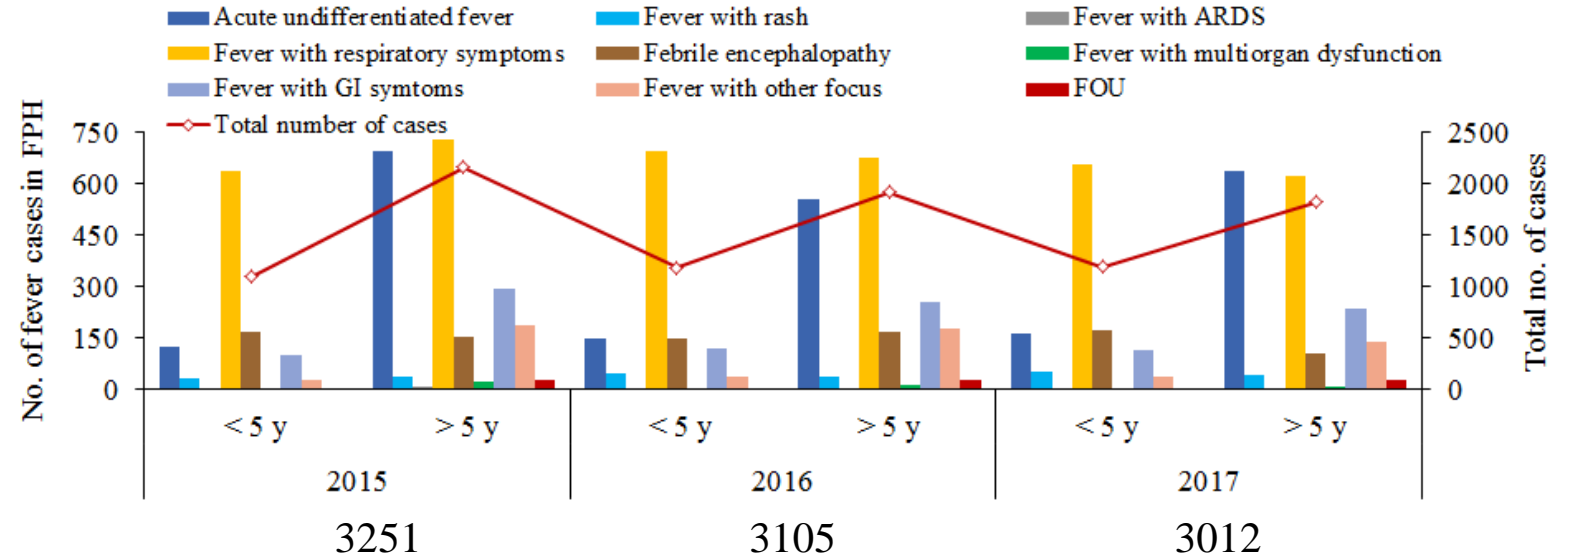 Acute undifferentiated fever Fever with rash Fever with ARDS
Fever with respiratory symptoms Febrile encephalopathy Fever with multiorgan dysfunction
Fever with GI symtoms Fever with other focus FOU
Total number of cases
No. of fever cases in FPH
750
600
450
300
150
0
2500
2000
1500
1000
500
0
Total no. of cases
< 5 y > 5 y < 5 y > 5 y < 5 y > 5 y
2015 2016 2017
3251 3105 3012